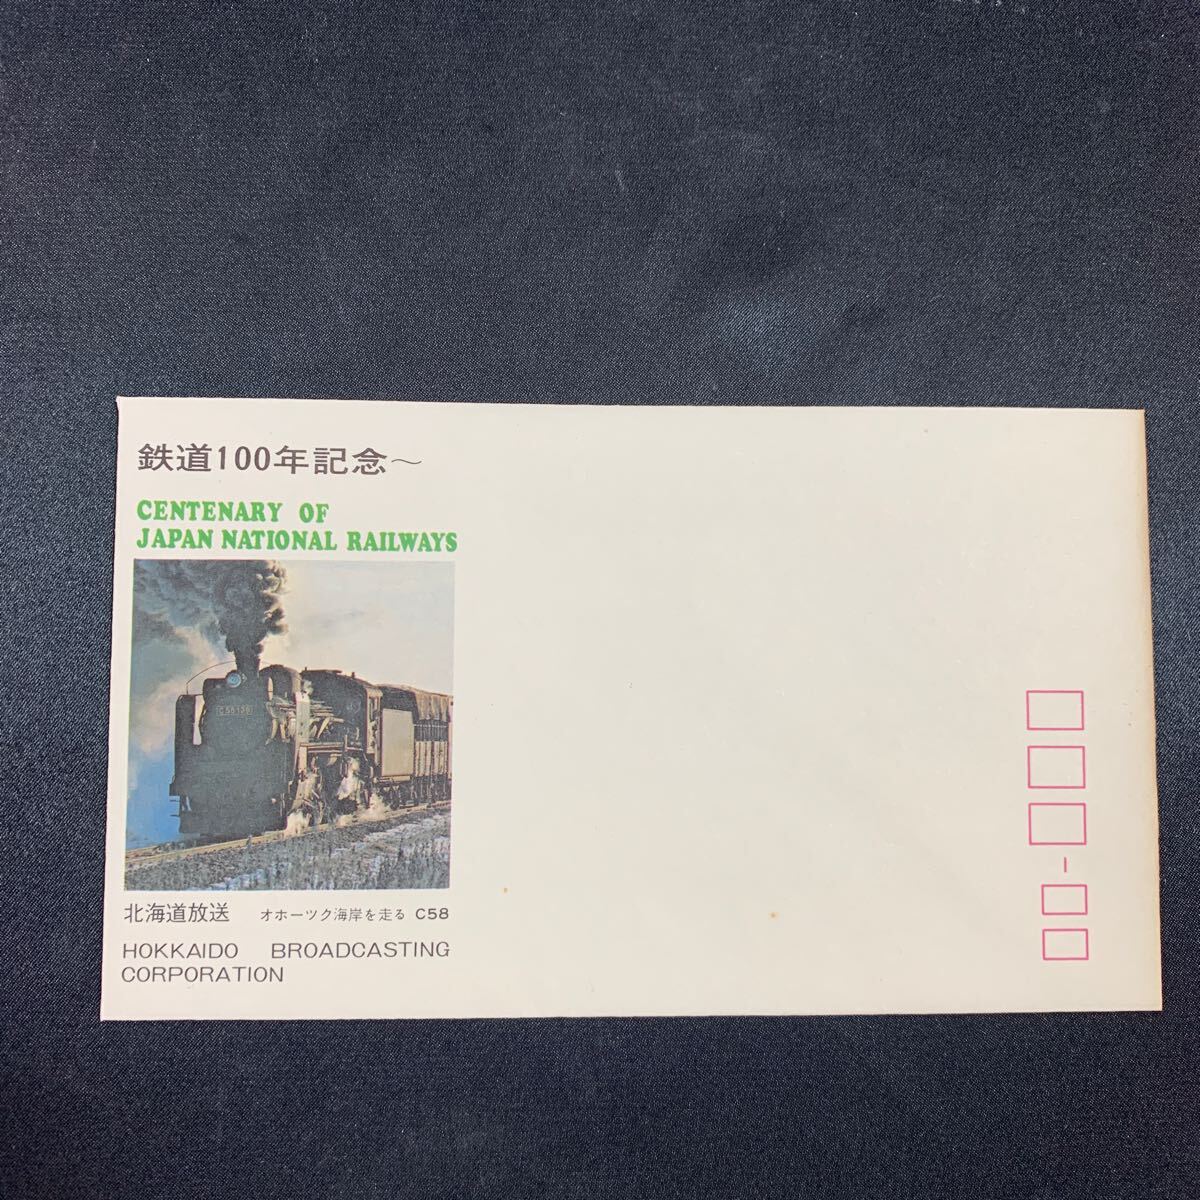 鉄道100年記念～
CENTENARY OF
JAPAN NATIONAL RAILWAYS
北海道放送 オホーツク海岸を走る C58
HOKKAIDO BROADCASTING
CORPORATION